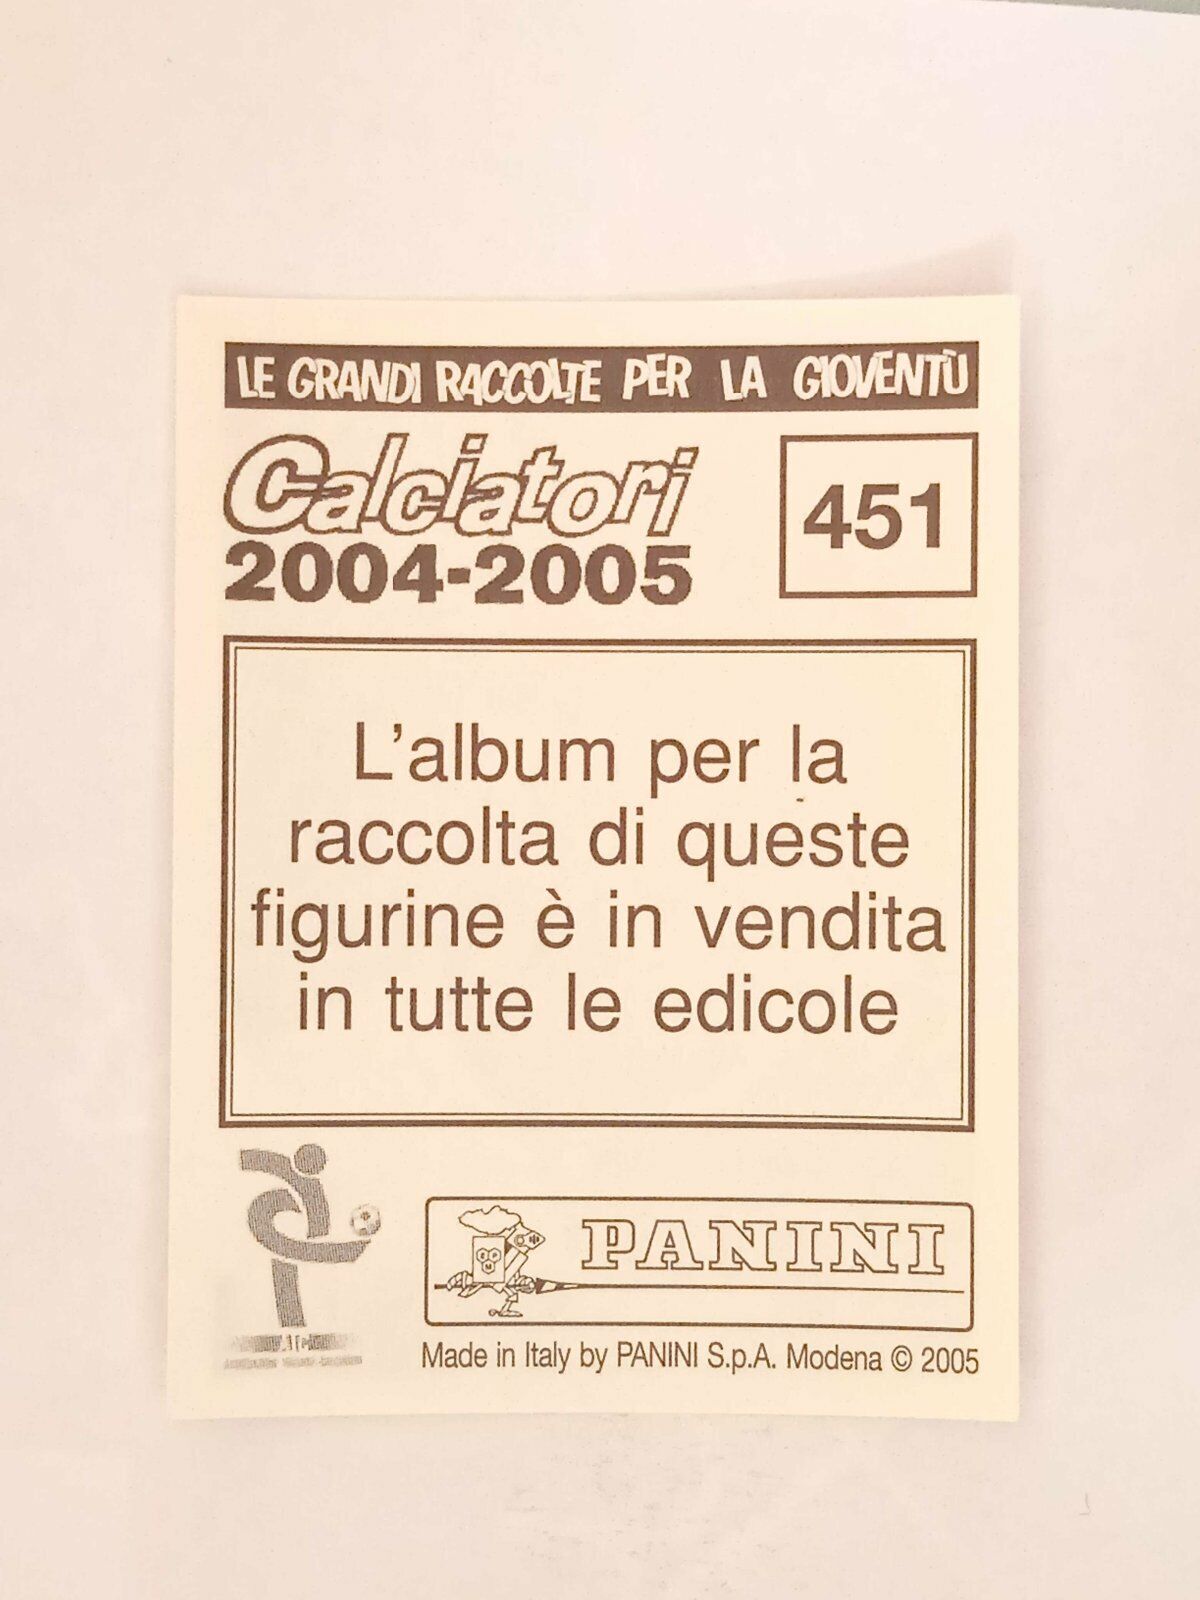 LE GRANDI RACCOLTE PER LA GIOVENTÙ
Calciatori
2004-2005
451
L'album per la
raccolta di queste
figurine è in vendita
in tutte le edicole
PANINI
Made in Italy by PANINI S.p.A. Modena © 2005